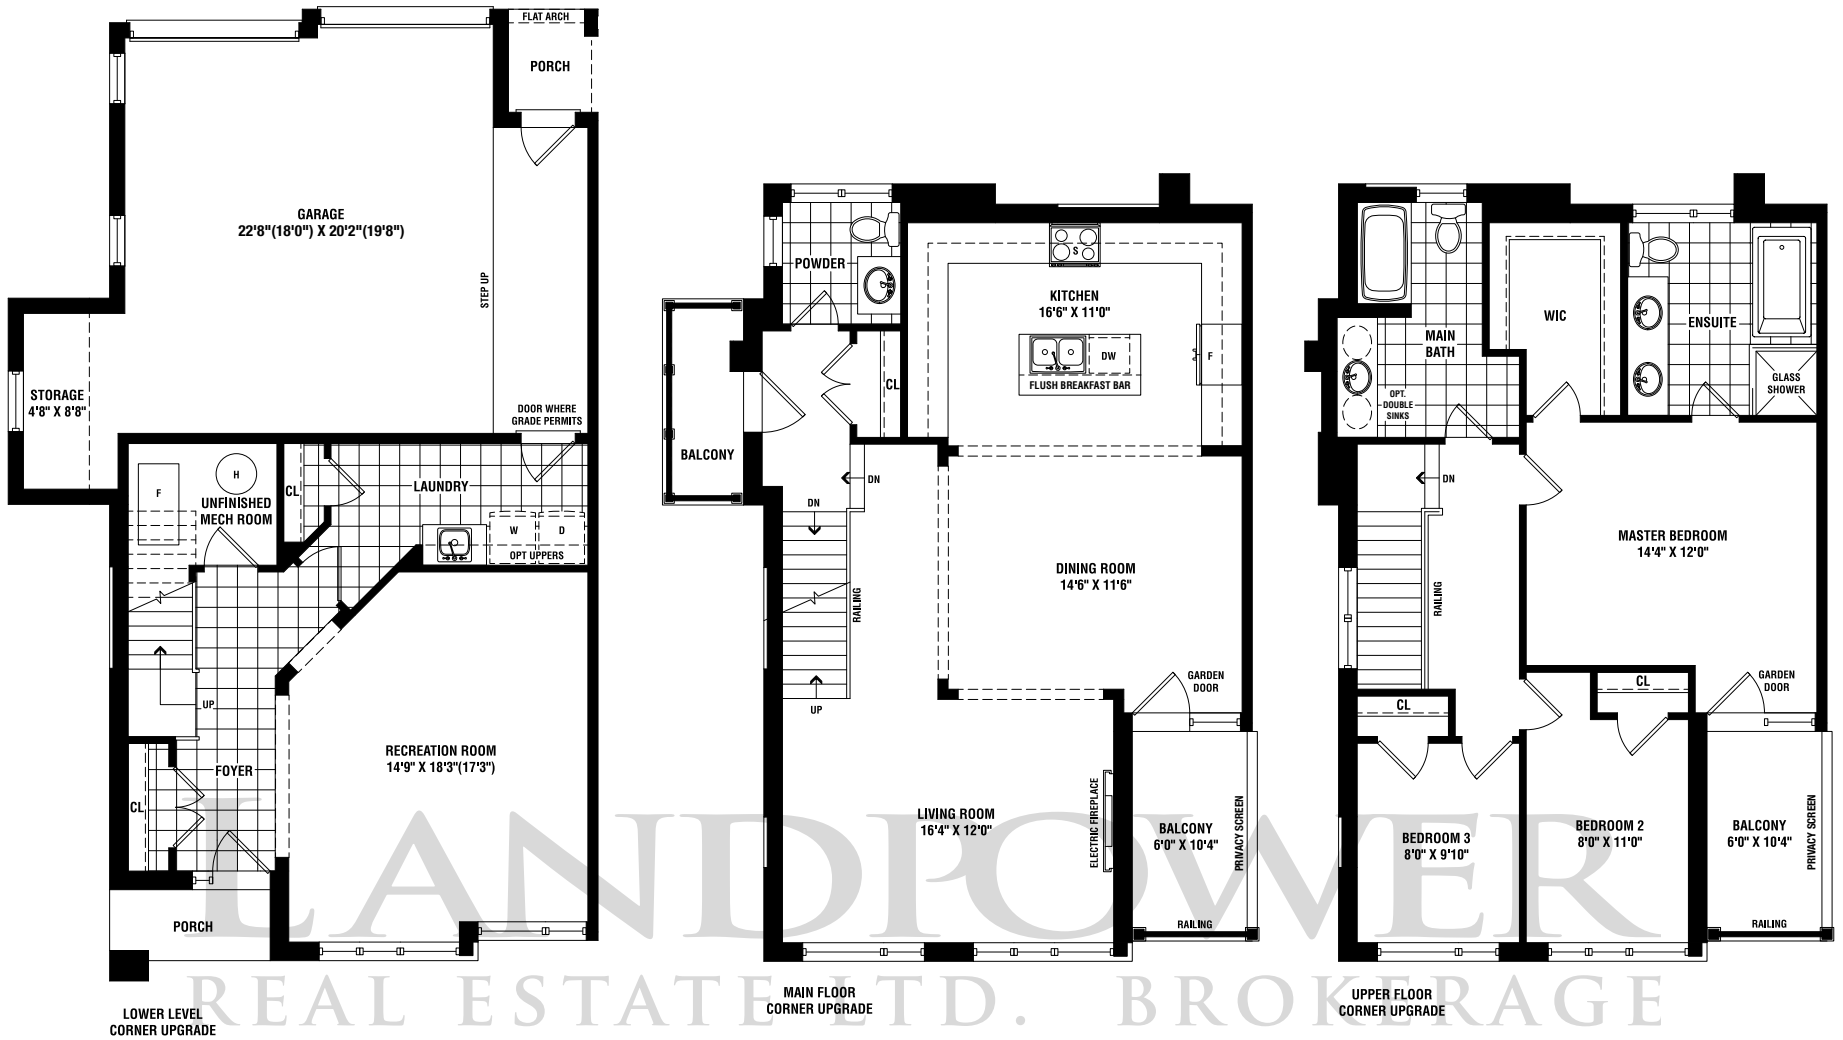 FLAT ARCH
PORCH
GARAGE
22'8"(18'0") X 20'2"(19'8")
STEP UP
STORAGE
4'8" X 8'8"
DOOR WHERE
GRADE PERMITS
F
H
UNFINISHED
MECH ROOM
CL
LAUNDRY
W
D
OPT UPPERS
UP
RECREATION ROOM
14'9" X 18'3"(17'3")
FOYER
CL
PORCH
LOWER LEVEL
CORNER UPGRADE
POWDER
S
KITCHEN
16'6" X 11'0"
DW
F
FLUSH BREAKFAST BAR
CL
BALCONY
DN
DN
RAILING
DINING ROOM
14'6" X 11'6"
UP
GARDEN
DOOR
LIVING ROOM
16'4" X 12'0"
ELECTRIC FIREPLACE
BALCONY
6'0" X 10'4"
PRIVACY SCREEN
RAILING
MAIN FLOOR
CORNER UPGRADE
MAIN
BATH
OPT.
DOUBLE
SINKS
WIC
ENSUITE
GLASS
SHOWER
DN
RAILING
MASTER BEDROOM
14'4" X 12'0"
CL
CL
GARDEN
DOOR
BEDROOM 3
8'0" X 9'10"
BEDROOM 2
8'0" X 11'0"
BALCONY
6'0" X 10'4"
PRIVACY SCREEN
RAILING
UPPER FLOOR
CORNER UPGRADE
LANDPOWER
REAL ESTATE LTD. BROKERAGE